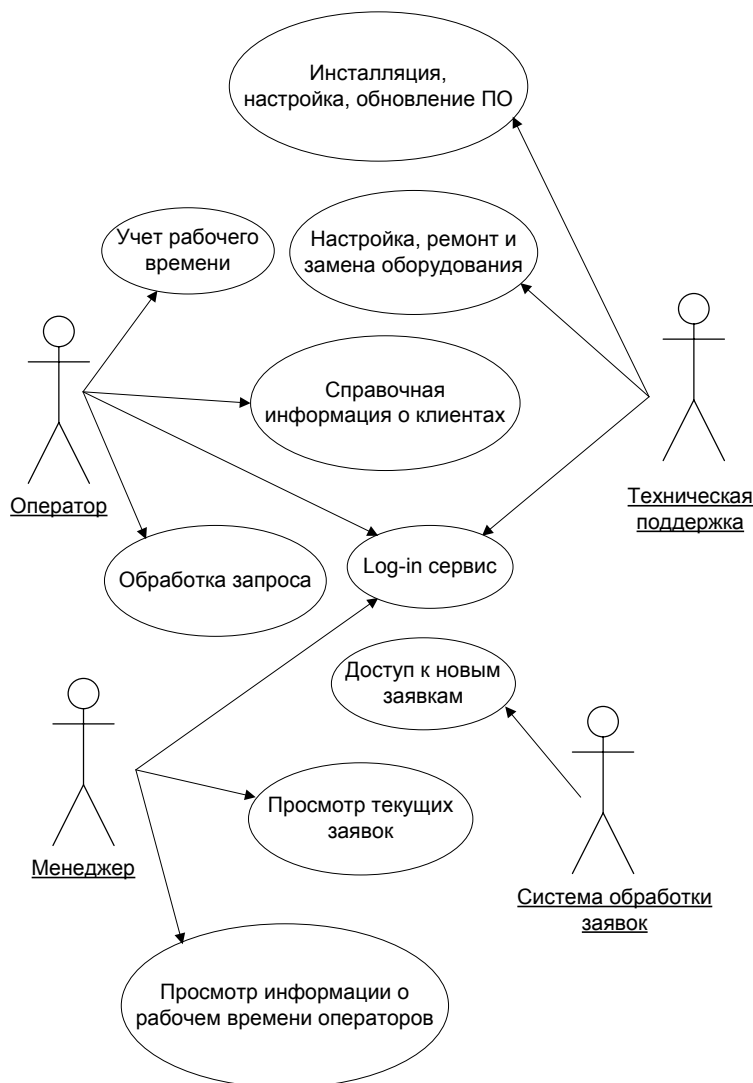 Инсталляция,
настройка, обновление ПО
Учет рабочего
времени
Настройка, ремонт и
замена оборудования
Справочная
информация о клиентах
Оператор
Техническая
поддержка
Обработка запроса
Log-in сервис
Доступ к новым
заявкам
Просмотр текущих
заявок
Менеджер
Система обработки
заявок
Просмотр информации о
рабочем времени операторов